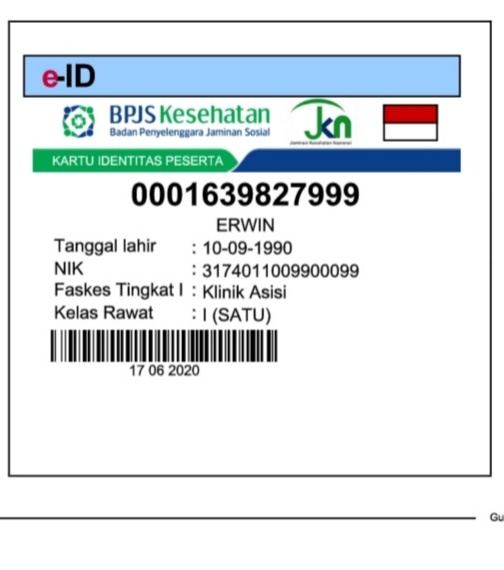 e-ID
BPJS Kesehatan
Badan Penyelenggara Jaminan Sosial
Jkn
Jaminan Kesehatan Nasional
KARTU IDENTITAS PESERTA
0001639827999
ERWIN
Tanggal lahir : 10-09-1990
NIK : 3174011009900099
Faskes Tingkat I : Klinik Asisi
Kelas Rawat : I (SATU)
17 06 2020
Gu